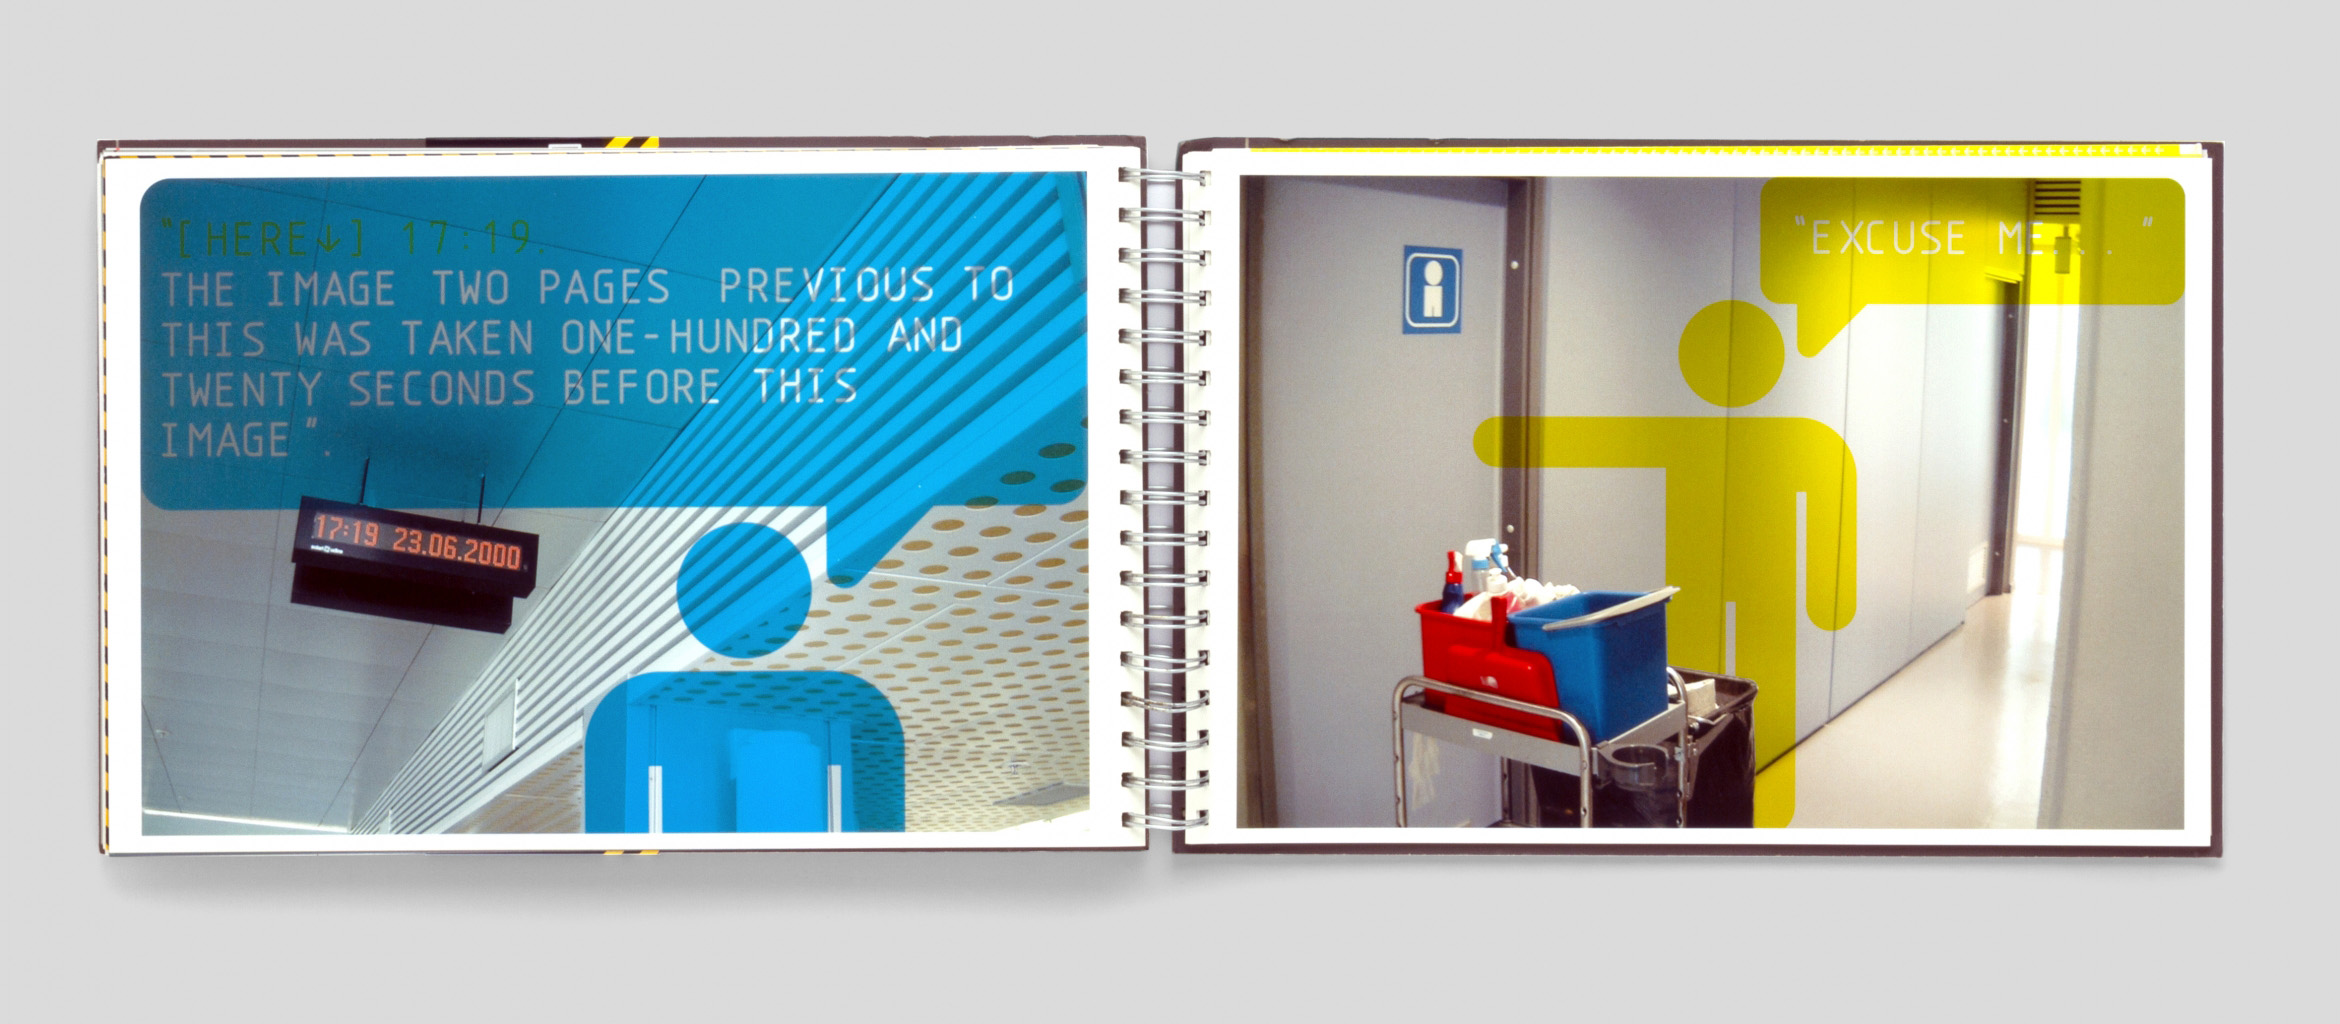 "[HERE↓] 17:19.
THE IMAGE TWO PAGES PREVIOUS TO
THIS WAS TAKEN ONE-HUNDRED AND
TWENTY SECONDS BEFORE THIS
IMAGE".
17:19 23.06.2000
"EXCUSE ME..."